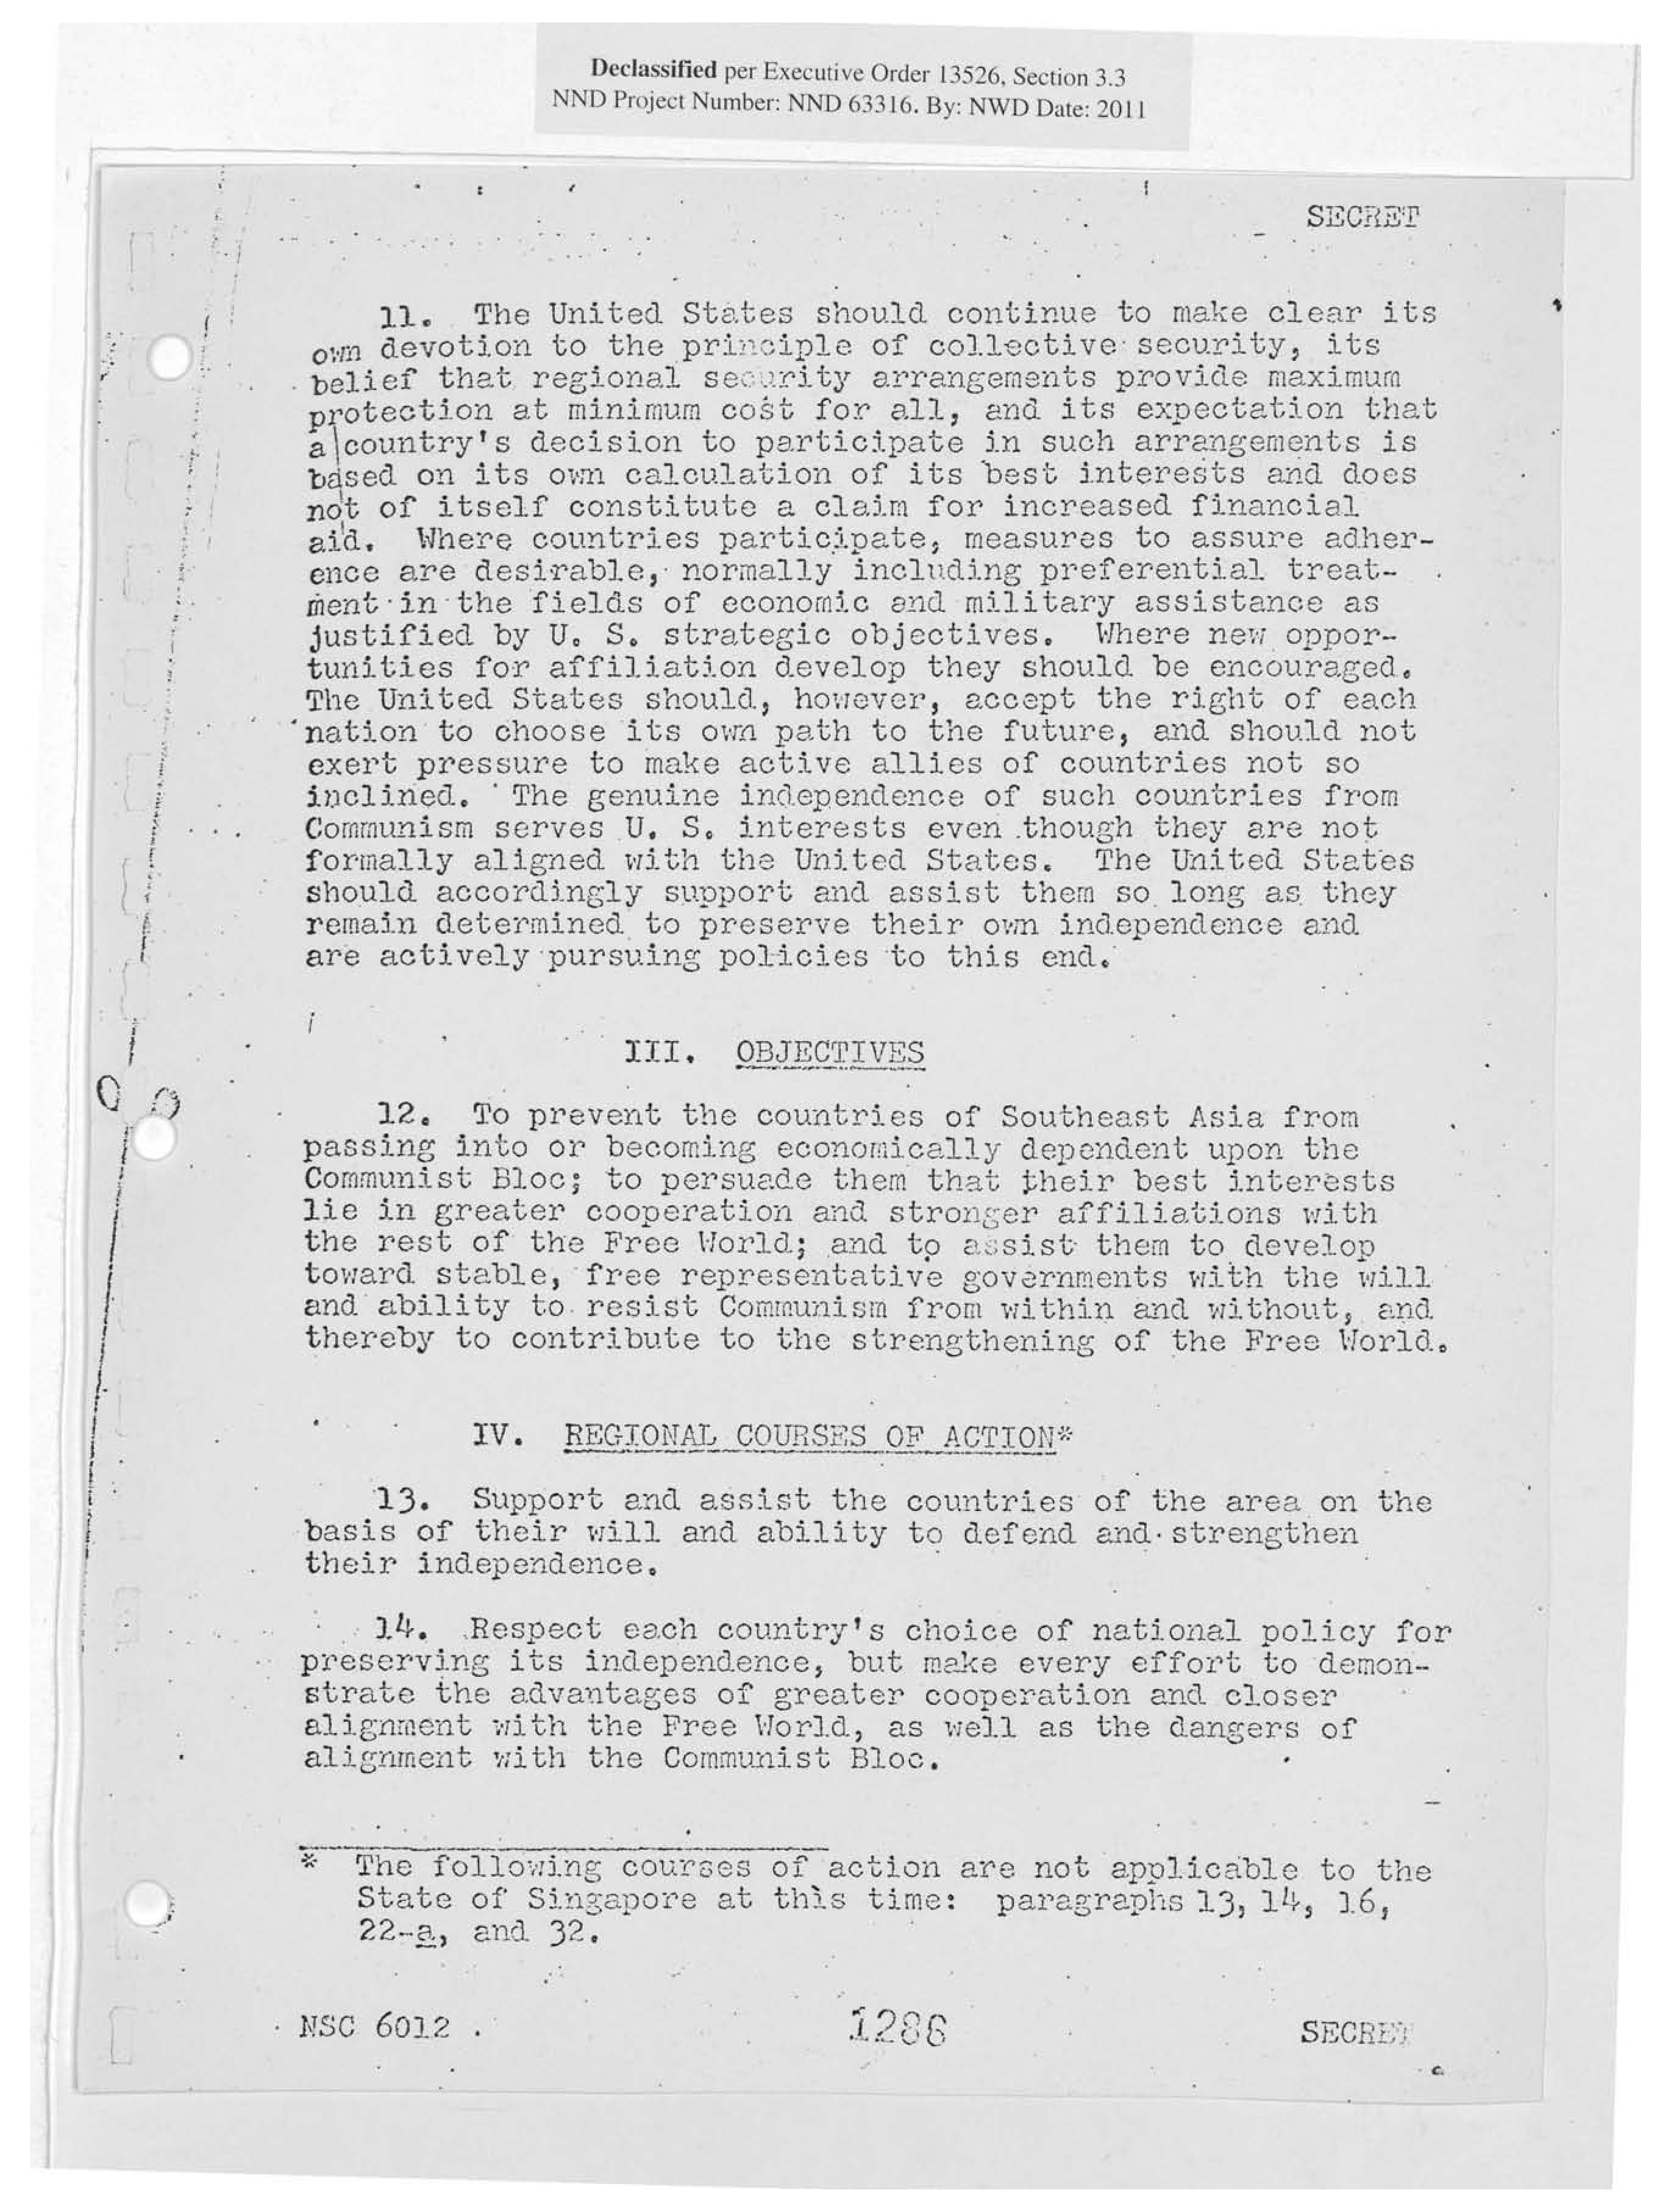 Declassified per Executive Order 13526, Section 3.3
NND Project Number: NND 63316. By: NWD Date: 2011
SECRET
11. The United States should continue to make clear its
own devotion to the principle of collective security, its
belief that regional security arrangements provide maximum
protection at minimum cost for all, and its expectation that
a country's decision to participate in such arrangements is
based on its own calculation of its best interests and does
not of itself constitute a claim for increased financial
aid. Where countries participate, measures to assure adher-
ence are desirable, normally including preferential treat-
ment in the fields of economic and military assistance as
justified by U. S. strategic objectives. Where new oppor-
tunities for affiliation develop they should be encouraged.
The United States should, however, accept the right of each
nation to choose its own path to the future, and should not
exert pressure to make active allies of countries not so
inclined. The genuine independence of such countries from
Communism serves U. S. interests even though they are not
formally aligned with the United States. The United States
should accordingly support and assist them so long as they
remain determined to preserve their own independence and
are actively pursuing policies to this end.
III. OBJECTIVES
12. To prevent the countries of Southeast Asia from
passing into or becoming economically dependent upon the
Communist Bloc; to persuade them that their best interests
lie in greater cooperation and stronger affiliations with
the rest of the Free World; and to assist them to develop
toward stable, free representative governments with the will
and ability to resist Communism from within and without, and
thereby to contribute to the strengthening of the Free World.
IV. REGIONAL COURSES OF ACTION*
13. Support and assist the countries of the area on the
basis of their will and ability to defend and strengthen
their independence.
14. Respect each country's choice of national policy for
preserving its independence, but make every effort to demon-
strate the advantages of greater cooperation and closer
alignment with the Free World, as well as the dangers of
alignment with the Communist Bloc.
* The following courses of action are not applicable to the
State of Singapore at this time: paragraphs 13, 14, 16,
22-a, and 32.
NSC 6012
1286
SECRET